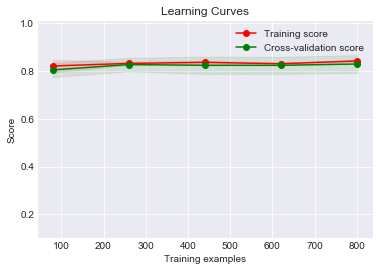 Learning Curves
1.0
0.8
0.6
0.4
0.2
Score
Training score
Cross-validation score
100 200 300 400 500 600 700 800
Training examples